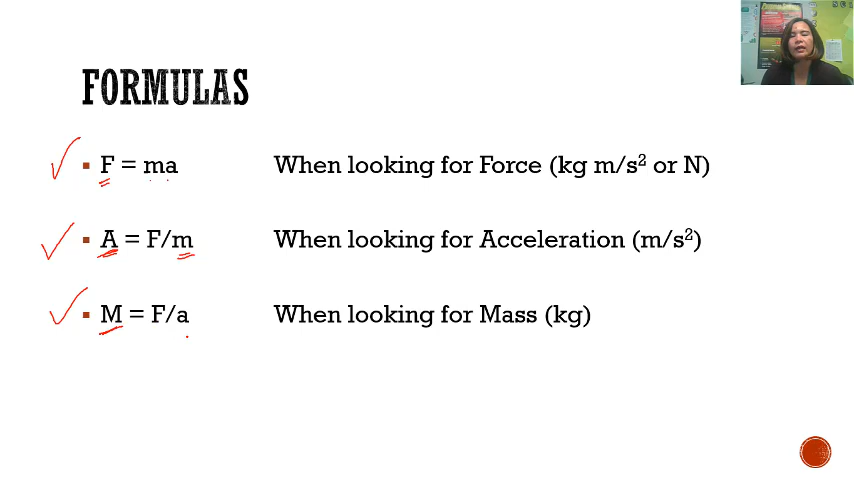 FORMULAS
▪ F = ma When looking for Force (kg m/s² or N)
▪ A = F/m When looking for Acceleration (m/s²)
▪ M = F/a When looking for Mass (kg)